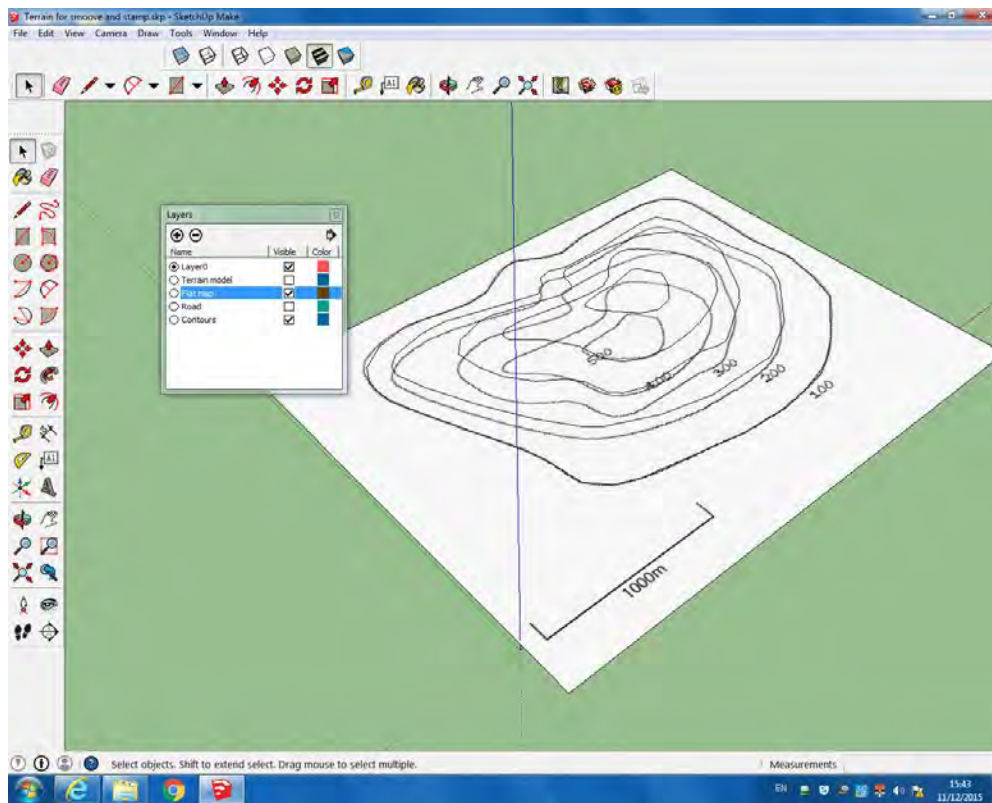 Terrain for smoove and stamp.skp - SketchUp Make
File Edit View Camera Draw Tools Window Help
A1
Layers
Name Visible Color
Layer0
Terrain model
Flat map
Road
Contours
500
400
300
200
100
1000m
A1
Select objects. Shift to extend select. Drag mouse to select multiple.
Measurements
EN
15:43
11/12/2015